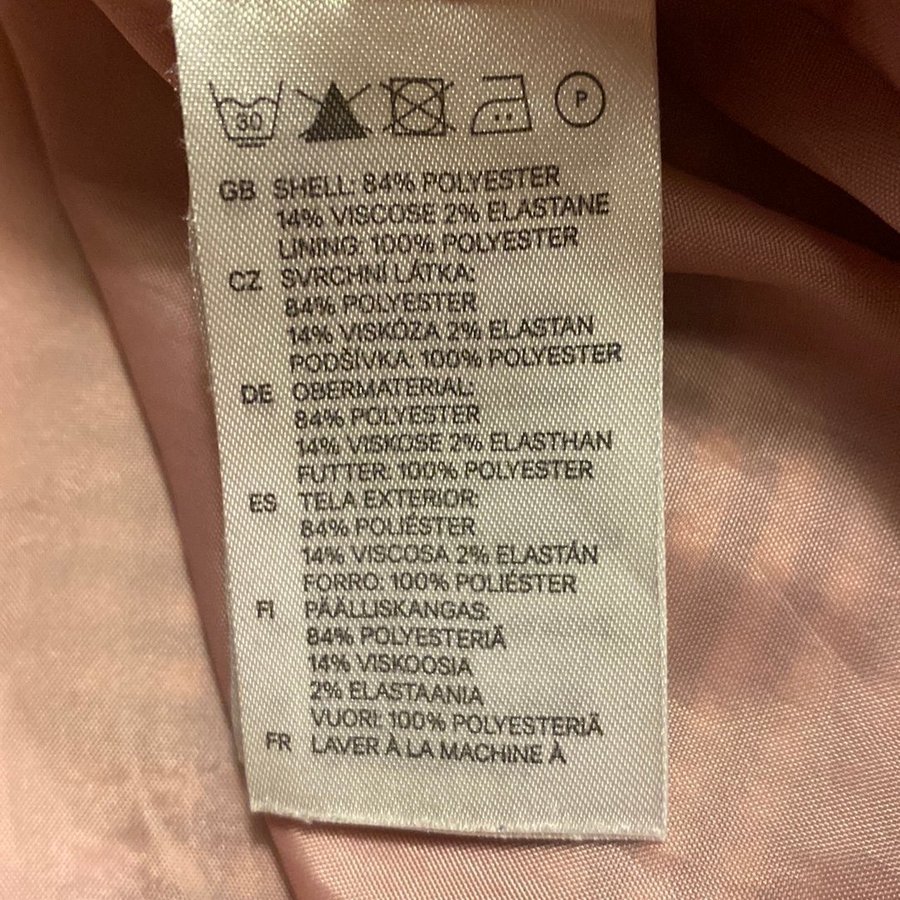 30
P
GB SHELL: 84% POLYESTER
14% VISCOSE 2% ELASTANE
LINING: 100% POLYESTER
CZ SVRCHNÍ LÁTKA:
84% POLYESTER
14% VISKÓZA 2% ELASTAN
PODŠÍVKA: 100% POLYESTER
DE OBERMATERIAL:
84% POLYESTER
14% VISKOSE 2% ELASTHAN
FUTTER: 100% POLYESTER
ES TELA EXTERIOR:
84% POLIÉSTER
14% VISCOSA 2% ELASTÁN
FORRO: 100% POLIÉSTER
FI PÄÄLLISKANGAS:
84% POLYESTERIÄ
14% VISKOOSIA
2% ELASTAANIA
VUORI: 100% POLYESTERIÄ
FR LAVER À LA MACHINE À